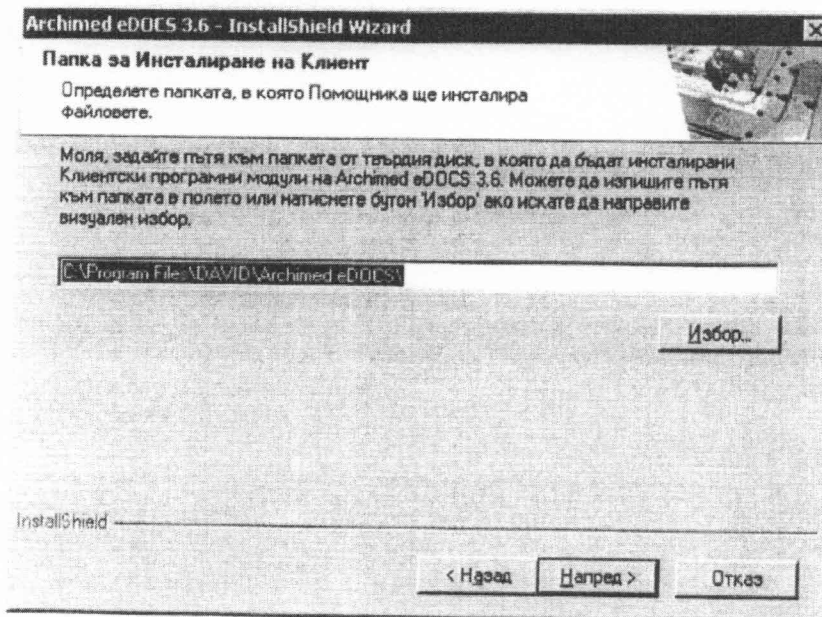 Archimed eDOCS 3.6 - InstallShield Wizard
Папка за Инсталиране на Клиент
Определете папката, в която Помощника ще инсталира
файловете.
Моля, задайте пътя към папката от твърдия диск, в която да бъдат инсталирани
Клиентски програмни модули на Archimed eDOCS 3.6. Можете да изпишите пътя
към папката в полето или натиснете бутон 'Избор' ако искате да направите
визуален избор.
C:\Program Files\DAVID\Archimed eDOCS\
Избор...
InstallShield
< Назад
Напред >
Отказ